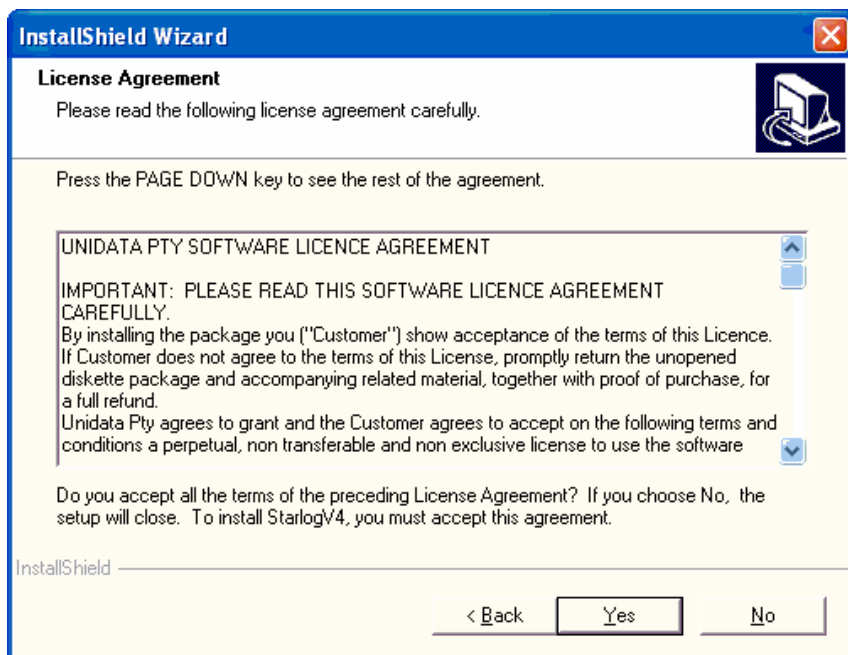 InstallShield Wizard
License Agreement
Please read the following license agreement carefully.
Press the PAGE DOWN key to see the rest of the agreement.
UNIDATA PTY SOFTWARE LICENCE AGREEMENT
IMPORTANT:  PLEASE READ THIS SOFTWARE LICENCE AGREEMENT
CAREFULLY.
By installing the package you ("Customer") show acceptance of the terms of this Licence.
If Customer does not agree to the terms of this License, promptly return the unopened
diskette package and accompanying related material, together with proof of purchase, for
a full refund.
Unidata Pty agrees to grant and the Customer agrees to accept on the following terms and
conditions a perpetual, non transferable and non exclusive license to use the software
Do you accept all the terms of the preceding License Agreement?  If you choose No,  the
setup will close.  To install StarlogV4, you must accept this agreement.
InstallShield
< Back
Yes
No